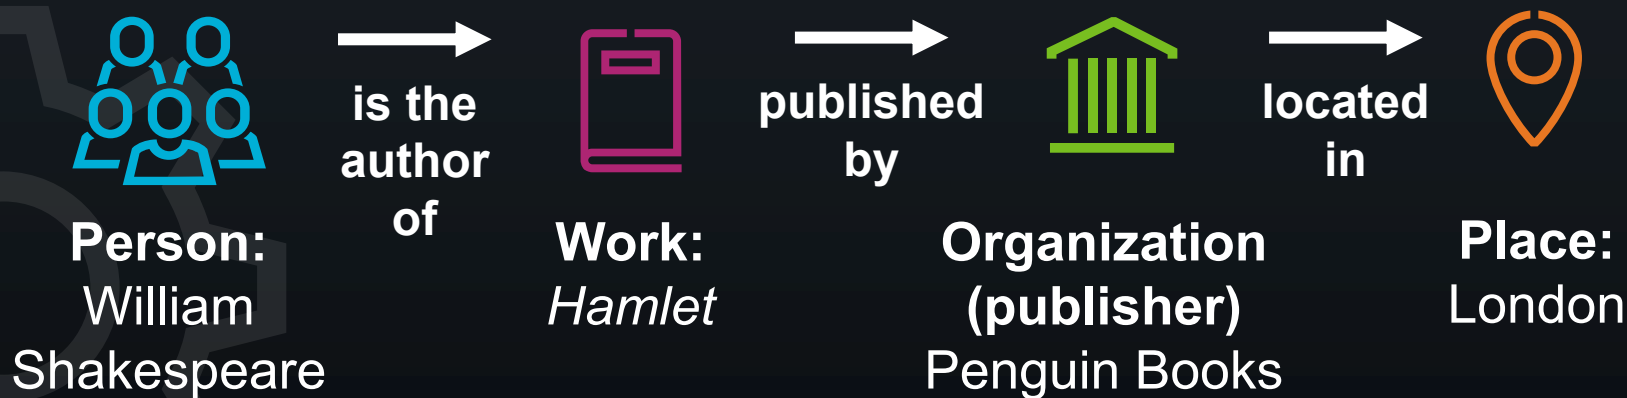 Person:
William
Shakespeare
is the
author
of
Work:
Hamlet
published
by
Organization
(publisher)
Penguin Books
located
in
Place:
London